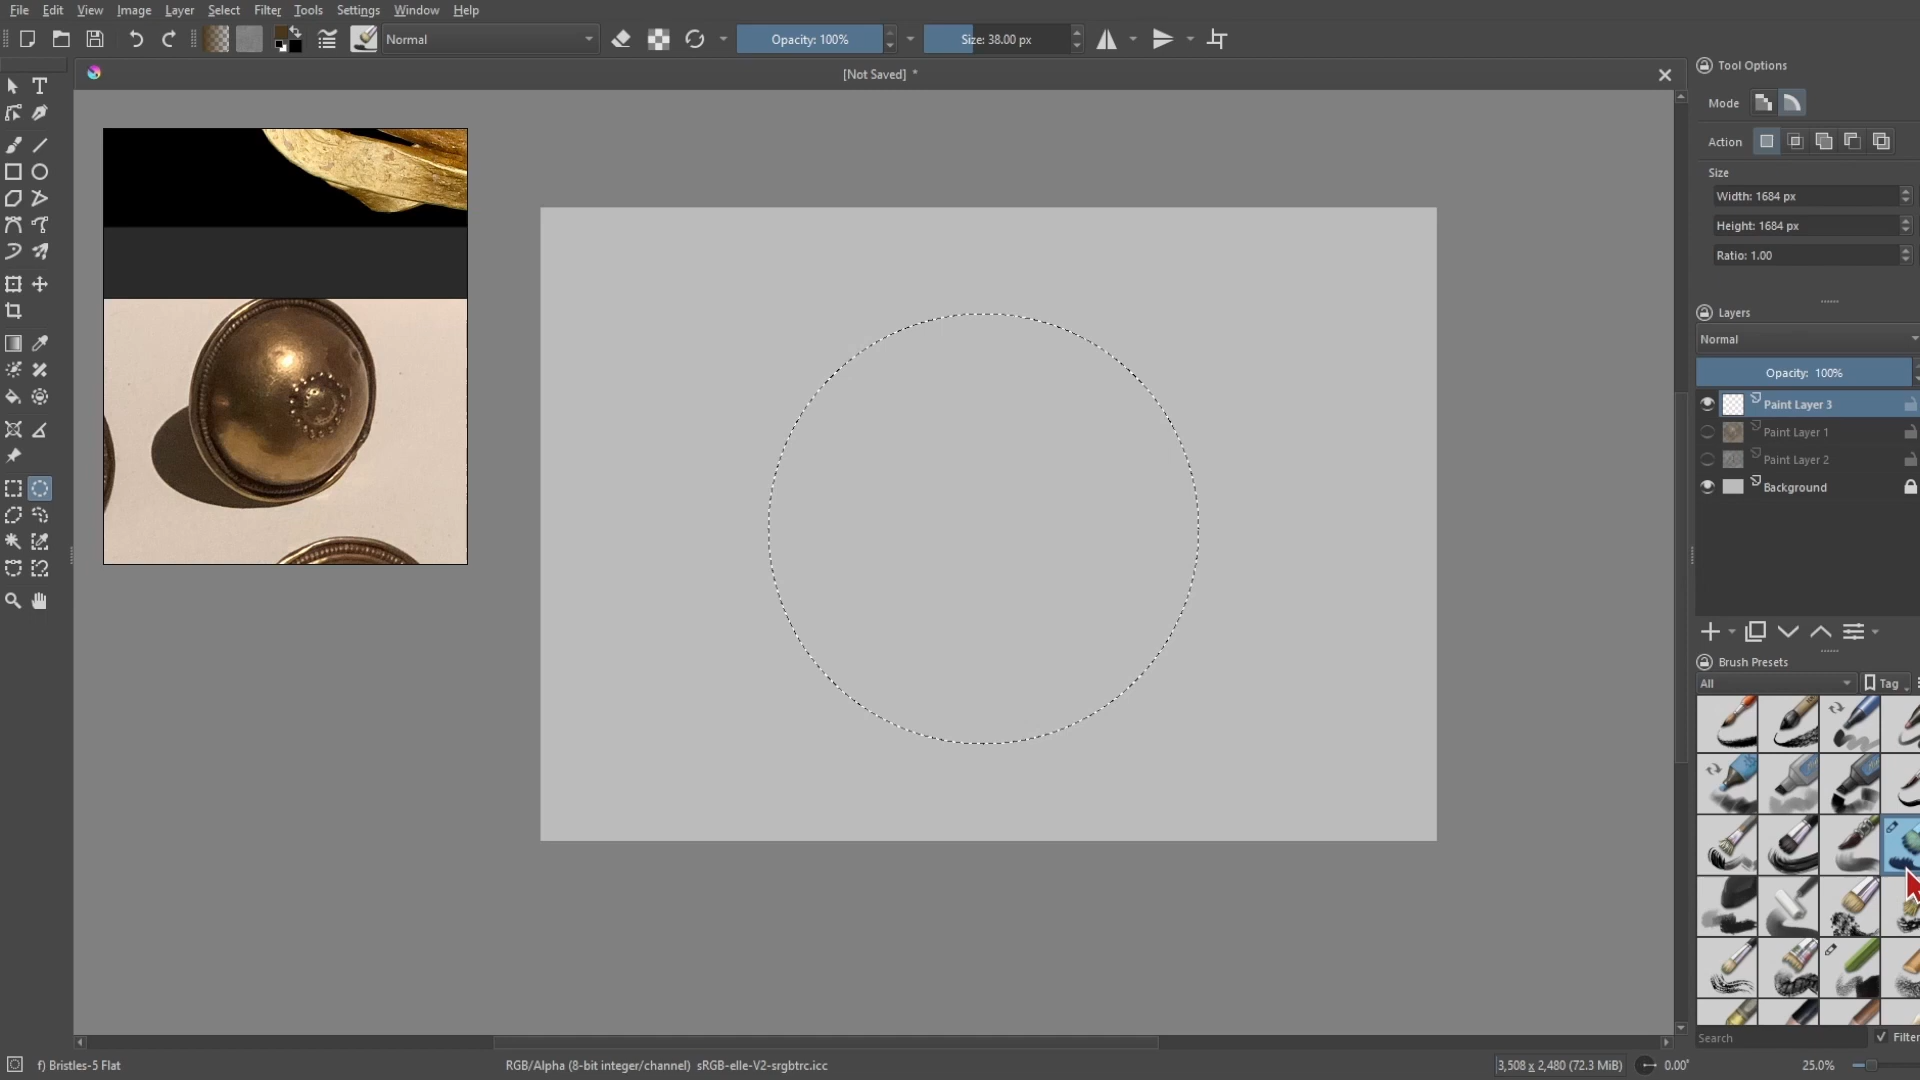 File Edit View Image Layer Select Filter Tools Settings Window Help
Normal
Opacity: 100%
Size: 38.00 px
[Not Saved] *
Tool Options
Mode
Action
Size
Width: 1684 px
Height: 1684 px
Ratio: 1.00
Layers
Normal
Opacity: 100%
Paint Layer 3
Paint Layer 1
Paint Layer 2
Background
Brush Presets
All
Tag
Search
Filter
f) Bristles-5 Flat
RGB/Alpha (8-bit integer/channel) sRGB-elle-V2-srgbtrc.icc
3,508 x 2,480 (72.3 MiB)
0.00°
25.0%